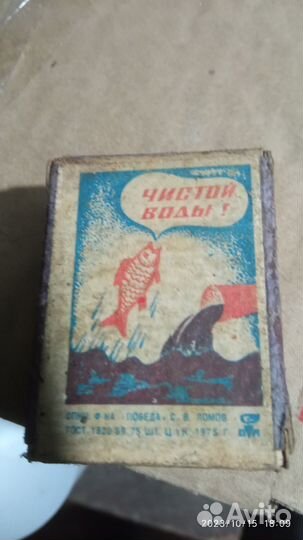 ЧИСТОЙ
ВОДЫ!
СПИЧ. Ф-КА «ПОБЕДА» С. В. ЛОМОВ
ГОСТ 1820-69. 75 ШТ. Ц. 1 К. 1975 Г.
2023/10/15 18:09
Avito